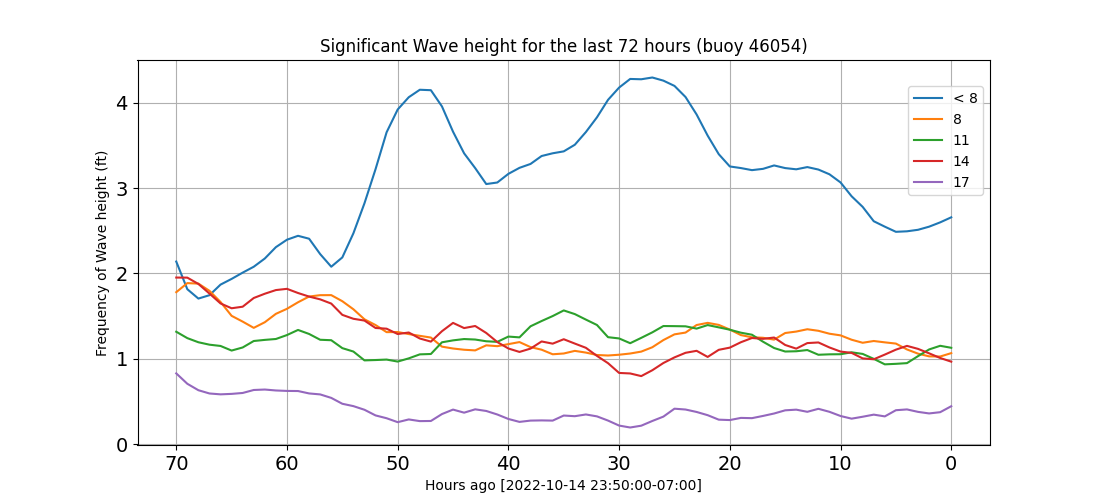 Significant Wave height for the last 72 hours (buoy 46054)
Frequency of Wave height (ft)
4
3
2
1
0
< 8
8
11
14
17
70 60 50 40 30 20 10 0
Hours ago [2022-10-14 23:50:00-07:00]